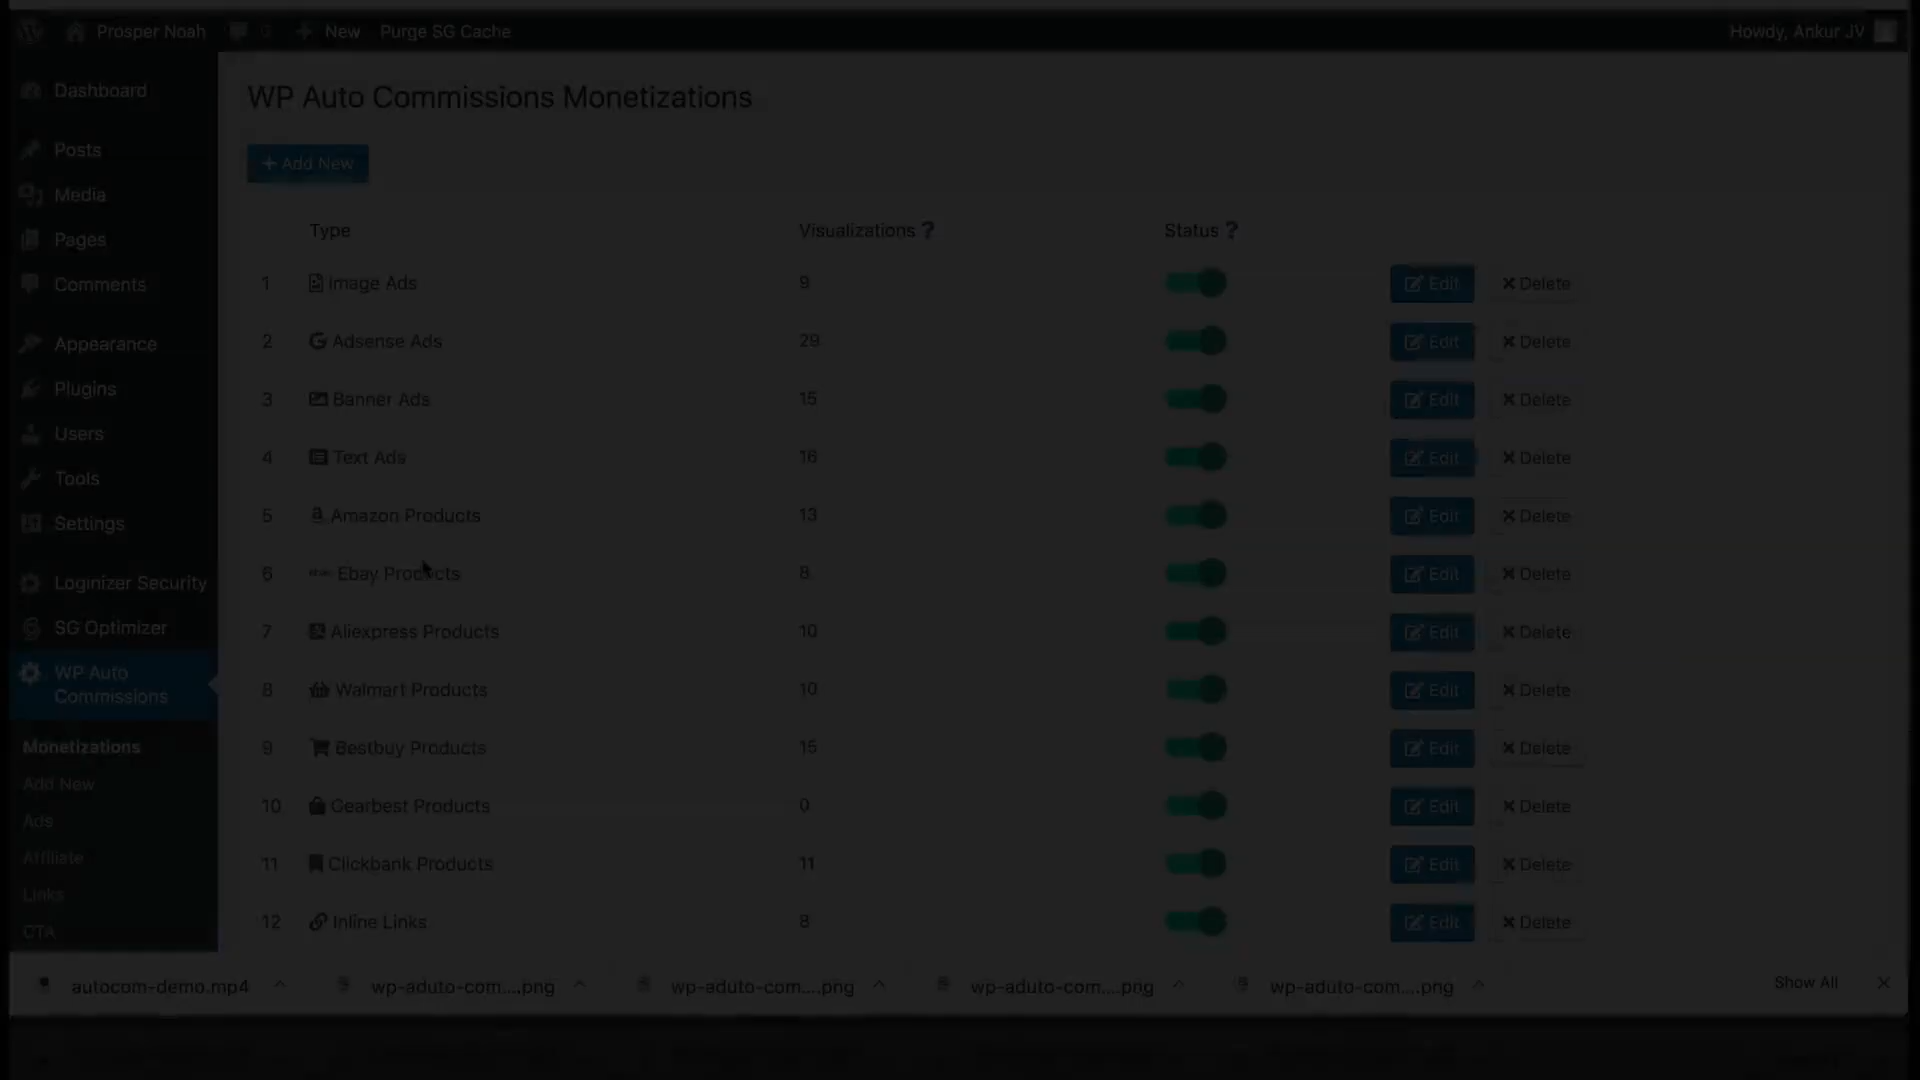 Prosper Noah 0 New Purge SG Cache Howdy, Ankur JV
Dashboard
Posts
Media
Pages
Comments
Appearance
Plugins
Users
Tools
Settings
Loginizer Security
SG Optimizer
WP Auto
Commissions
Monetizations
Add New
Ads
Affiliate
Links
CTA
WP Auto Commissions Monetizations
+ Add New
Type Visualizations ? Status ?
1 Image Ads 9 Edit Delete
2 Adsense Ads 29 Edit Delete
3 Banner Ads 15 Edit Delete
4 Text Ads 16 Edit Delete
5 Amazon Products 13 Edit Delete
6 Ebay Products 8 Edit Delete
7 Aliexpress Products 10 Edit Delete
8 Walmart Products 10 Edit Delete
9 Bestbuy Products 15 Edit Delete
10 Gearbest Products 0 Edit Delete
11 Clickbank Products 11 Edit Delete
12 Inline Links 8 Edit Delete
autocom-demo.mp4 wp-aduto-com....png wp-aduto-com....png wp-aduto-com....png wp-aduto-com....png Show All